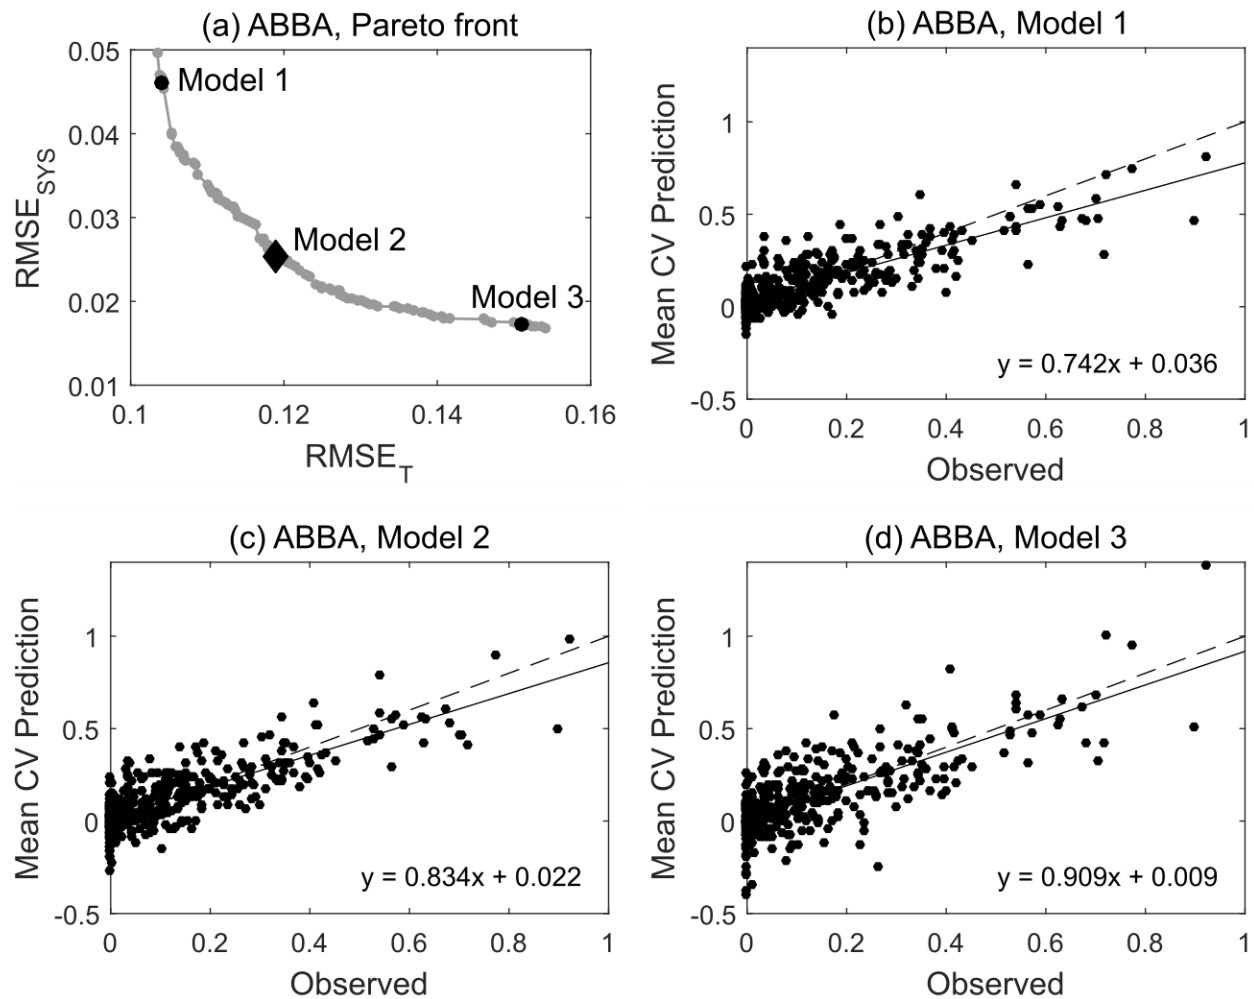 (a) ABBA, Pareto front
0.05
0.04
0.03
0.02
0.01
0.1
0.12
0.14
0.16
RMSE_SYS
RMSE_T
Model 1
Model 2
Model 3
(b) ABBA, Model 1
1
0.5
0
-0.5
0
0.2
0.4
0.6
0.8
1
Mean CV Prediction
Observed
y = 0.742x + 0.036
(c) ABBA, Model 2
1
0.5
0
-0.5
0
0.2
0.4
0.6
0.8
1
Mean CV Prediction
Observed
y = 0.834x + 0.022
(d) ABBA, Model 3
1
0.5
0
-0.5
0
0.2
0.4
0.6
0.8
1
Mean CV Prediction
Observed
y = 0.909x + 0.009